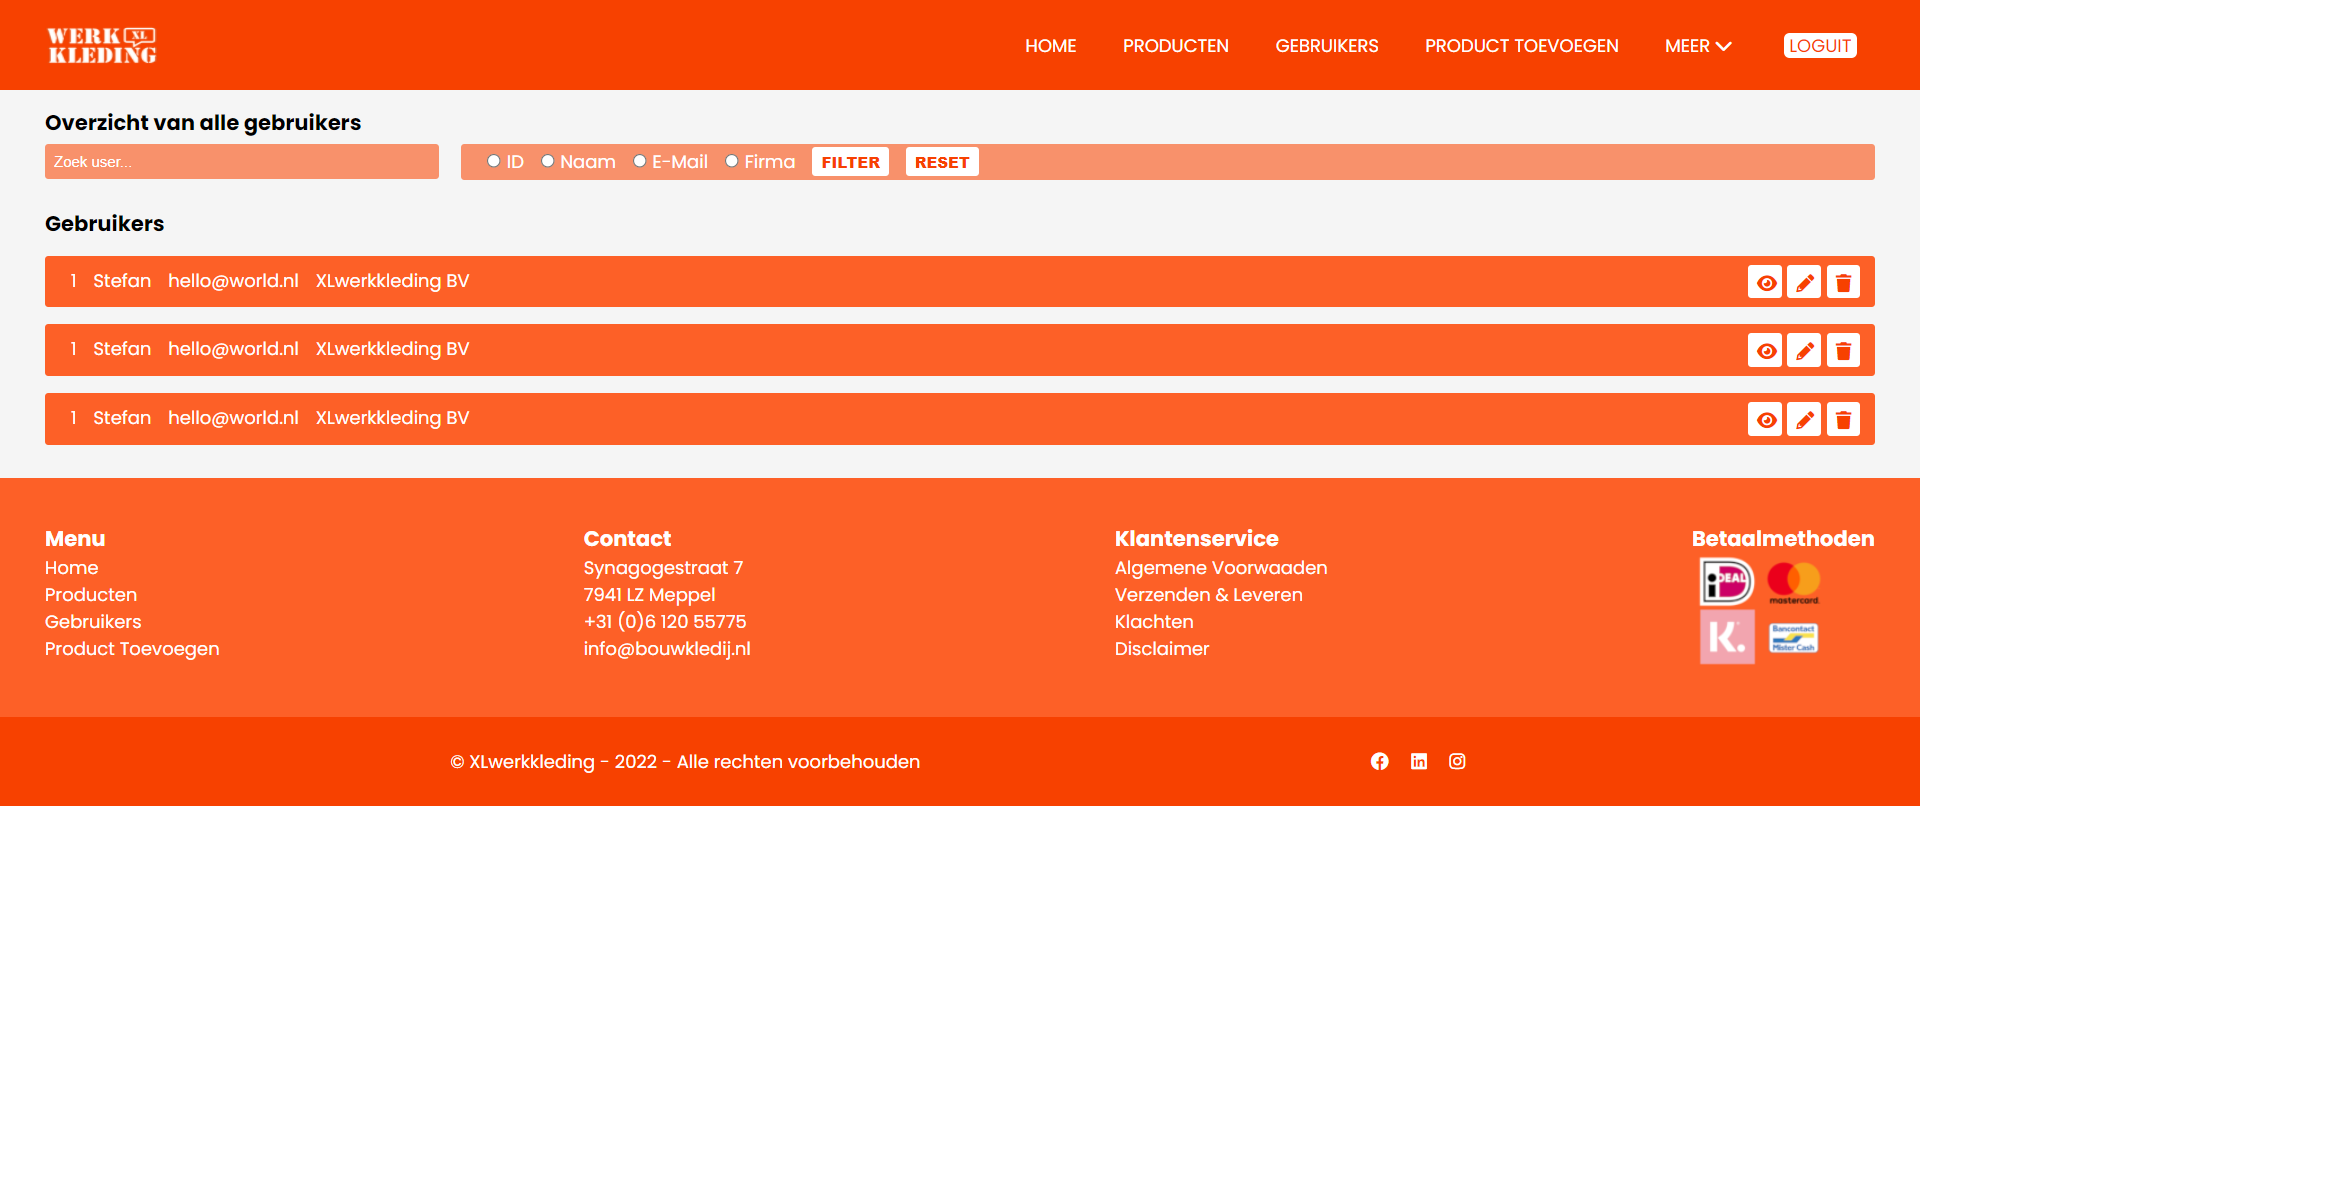 WERK XL
KLEDING
HOME PRODUCTEN GEBRUIKERS PRODUCT TOEVOEGEN MEER LOGUIT
Overzicht van alle gebruikers
Zoek user... ID Naam E-Mail Firma FILTER RESET
Gebruikers
1 Stefan hello@world.nl XLwerkkleding BV
1 Stefan hello@world.nl XLwerkkleding BV
1 Stefan hello@world.nl XLwerkkleding BV
Menu
Home
Producten
Gebruikers
Product Toevoegen
Contact
Synagogestraat 7
7941 LZ Meppel
+31 (0)6 120 55775
info@bouwkledij.nl
Klantenservice
Algemene Voorwaaden
Verzenden & Leveren
Klachten
Disclaimer
Betaalmethoden
iDEAL
mastercard.
K.
Bancontact
Mister Cash
© XLwerkkleding - 2022 - Alle rechten voorbehouden